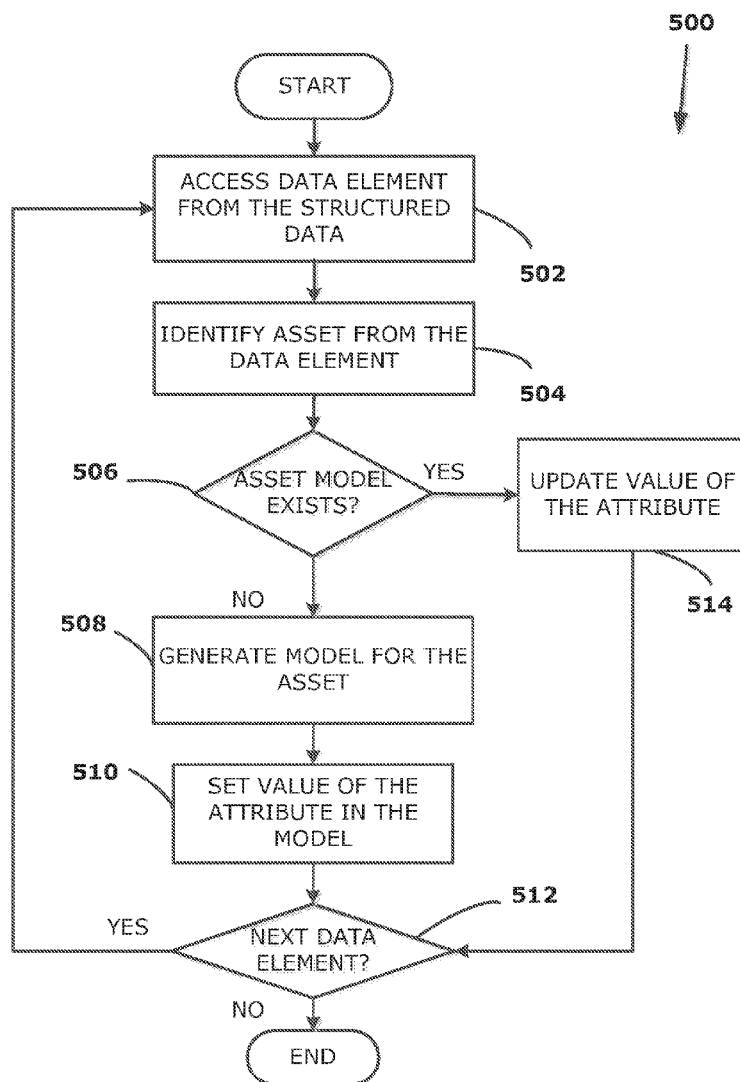 500
START
ACCESS DATA ELEMENT
FROM THE STRUCTURED
DATA
502
IDENTIFY ASSET FROM THE
DATA ELEMENT
504
506
ASSET MODEL
EXISTS?
YES
UPDATE VALUE OF
THE ATTRIBUTE
514
NO
508
GENERATE MODEL FOR THE
ASSET
510
SET VALUE OF THE
ATTRIBUTE IN THE
MODEL
512
YES
NEXT DATA
ELEMENT?
NO
END